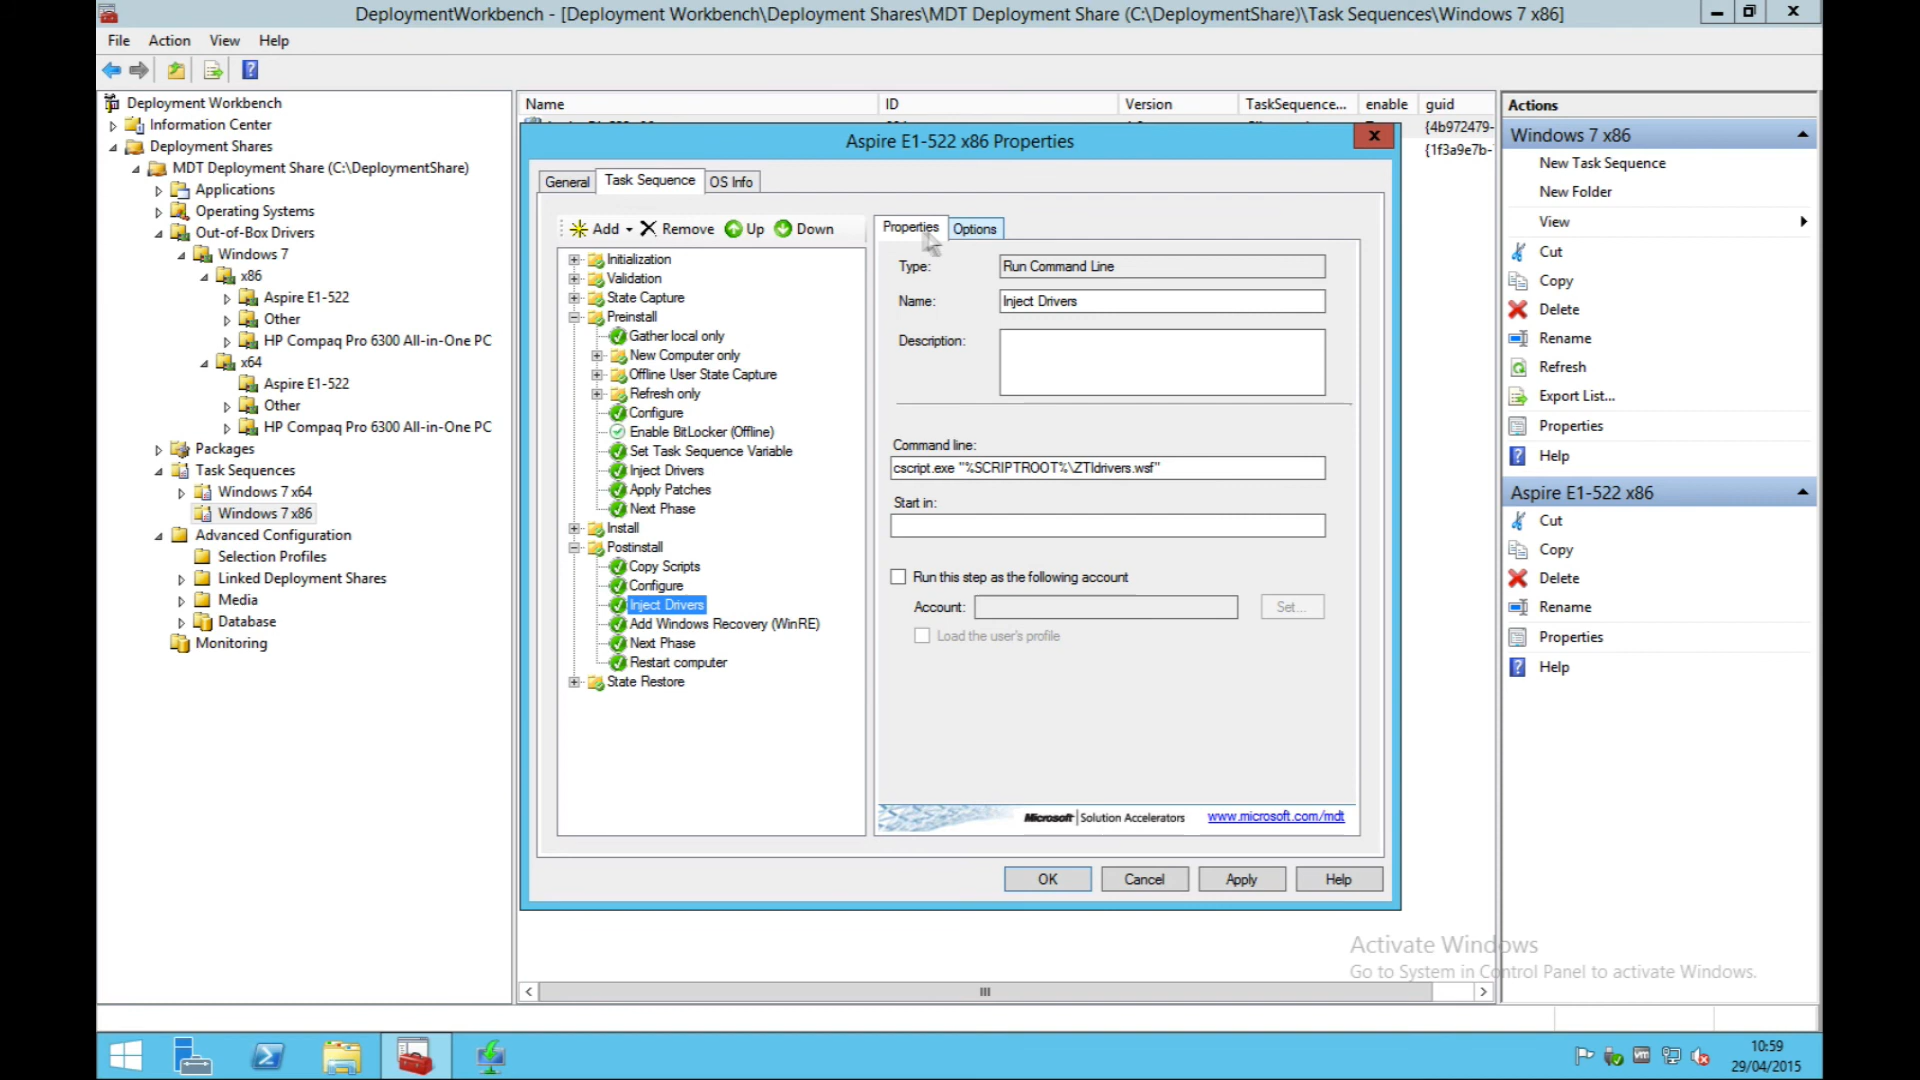 DeploymentWorkbench - [Deployment Workbench\Deployment Shares\MDT Deployment Share (C:\DeploymentShare)\Task Sequences\Windows 7 x86]
File Action View Help
Deployment Workbench
Information Center
Deployment Shares
MDT Deployment Share (C:\DeploymentShare)
Applications
Operating Systems
Out-of-Box Drivers
Windows 7
x86
Aspire E1-522
Other
HP Compaq Pro 6300 All-in-One PC
x64
Aspire E1-522
Other
HP Compaq Pro 6300 All-in-One PC
Packages
Task Sequences
Windows 7 x64
Windows 7 x86
Advanced Configuration
Selection Profiles
Linked Deployment Shares
Media
Database
Monitoring
Name ID Version TaskSequence... enable guid
{4b972479-
{1f3a9e7b-
Aspire E1-522 x86 Properties
General Task Sequence OS Info
Add Remove Up Down
Initialization
Validation
State Capture
Preinstall
Gather local only
New Computer only
Offline User State Capture
Refresh only
Configure
Enable BitLocker (Offline)
Set Task Sequence Variable
Inject Drivers
Apply Patches
Next Phase
Install
Postinstall
Copy Scripts
Configure
Inject Drivers
Add Windows Recovery (WinRE)
Next Phase
Restart computer
State Restore
Properties Options
Type: Run Command Line
Name: Inject Drivers
Description:
Command line:
cscript.exe "%SCRIPTROOT%\ZTIdrivers.wsf"
Start in:
Run this step as the following account
Account: Set...
Load the user's profile
Microsoft Solution Accelerators www.microsoft.com/mdt
OK Cancel Apply Help
Actions
Windows 7 x86
New Task Sequence
New Folder
View
Cut
Copy
Delete
Rename
Refresh
Export List...
Properties
Help
Aspire E1-522 x86
Cut
Copy
Delete
Rename
Properties
Help
Activate Windows
Go to System in Control Panel to activate Windows.
10:59
29/04/2015